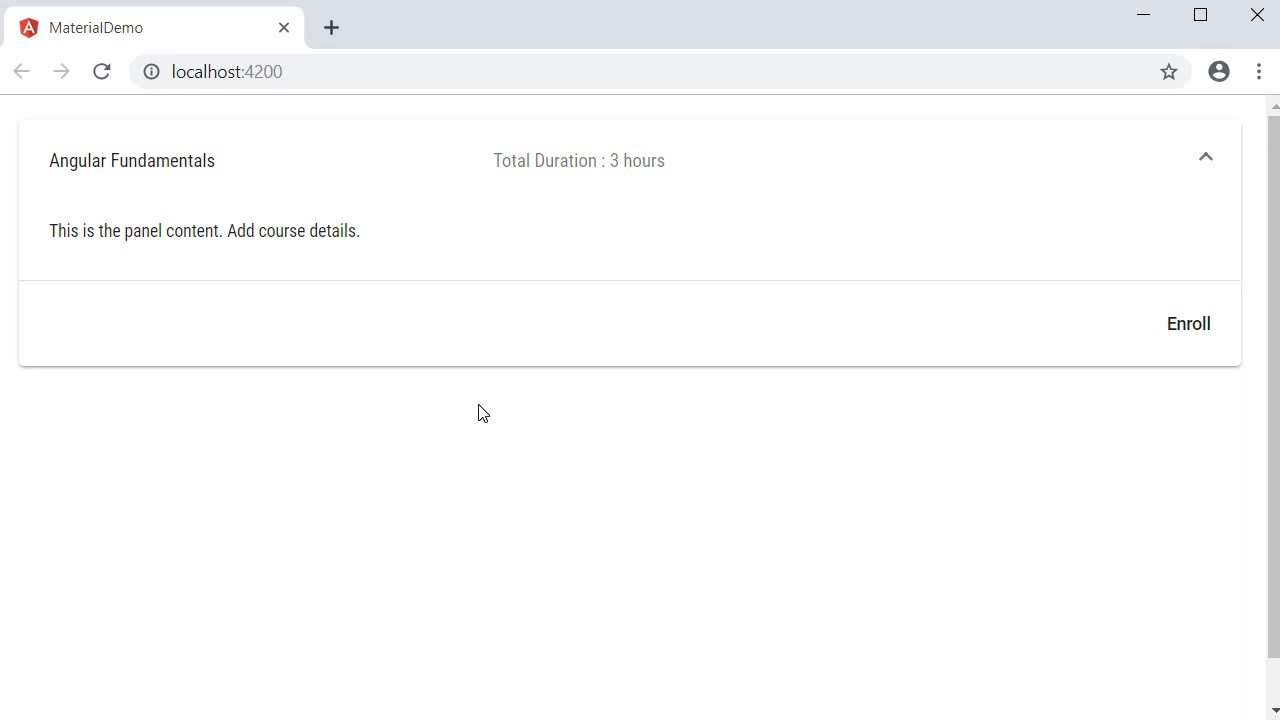 MaterialDemo
localhost:4200
Angular Fundamentals Total Duration : 3 hours
This is the panel content. Add course details.
Enroll